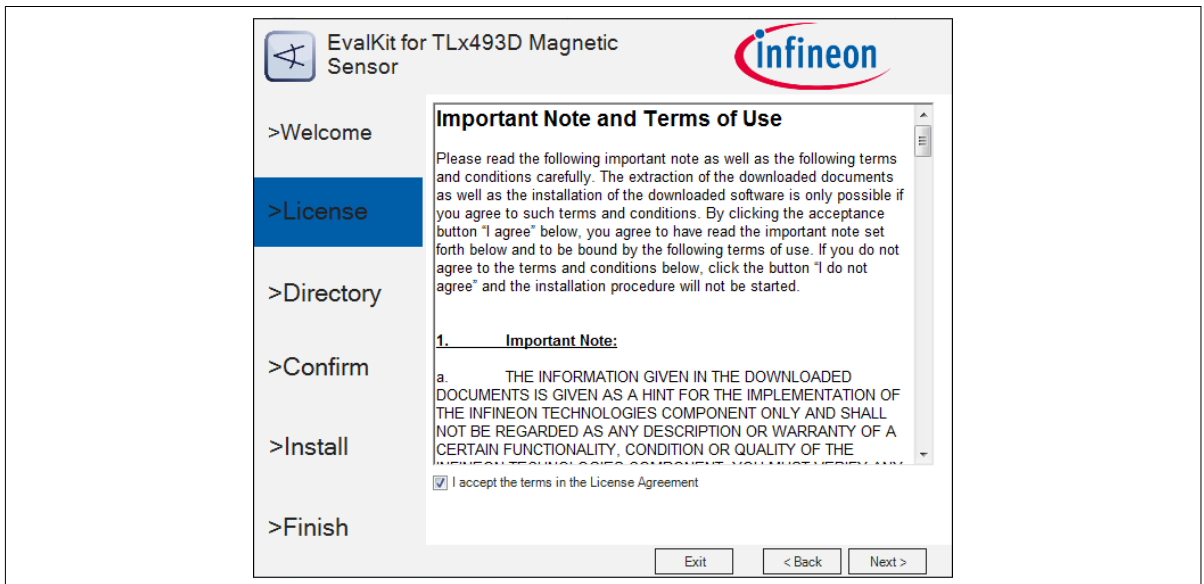 EvalKit for TLx493D Magnetic
Sensor
infineon
>Welcome
>License
>Directory
>Confirm
>Install
>Finish
Important Note and Terms of Use
Please read the following important note as well as the following terms
and conditions carefully. The extraction of the downloaded documents
as well as the installation of the downloaded software is only possible if
you agree to such terms and conditions. By clicking the acceptance
button “I agree” below, you agree to have read the important note set
forth below and to be bound by the following terms of use. If you do not
agree to the terms and conditions below, click the button “I do not
agree” and the installation procedure will not be started.
1. Important Note:
a. THE INFORMATION GIVEN IN THE DOWNLOADED
DOCUMENTS IS GIVEN AS A HINT FOR THE IMPLEMENTATION OF
THE INFINEON TECHNOLOGIES COMPONENT ONLY AND SHALL
NOT BE REGARDED AS ANY DESCRIPTION OR WARRANTY OF A
CERTAIN FUNCTIONALITY, CONDITION OR QUALITY OF THE
INFINEON TECHNOLOGIES COMPONENT. YOU MUST VERIFY ANY
I accept the terms in the License Agreement
Exit
< Back
Next >